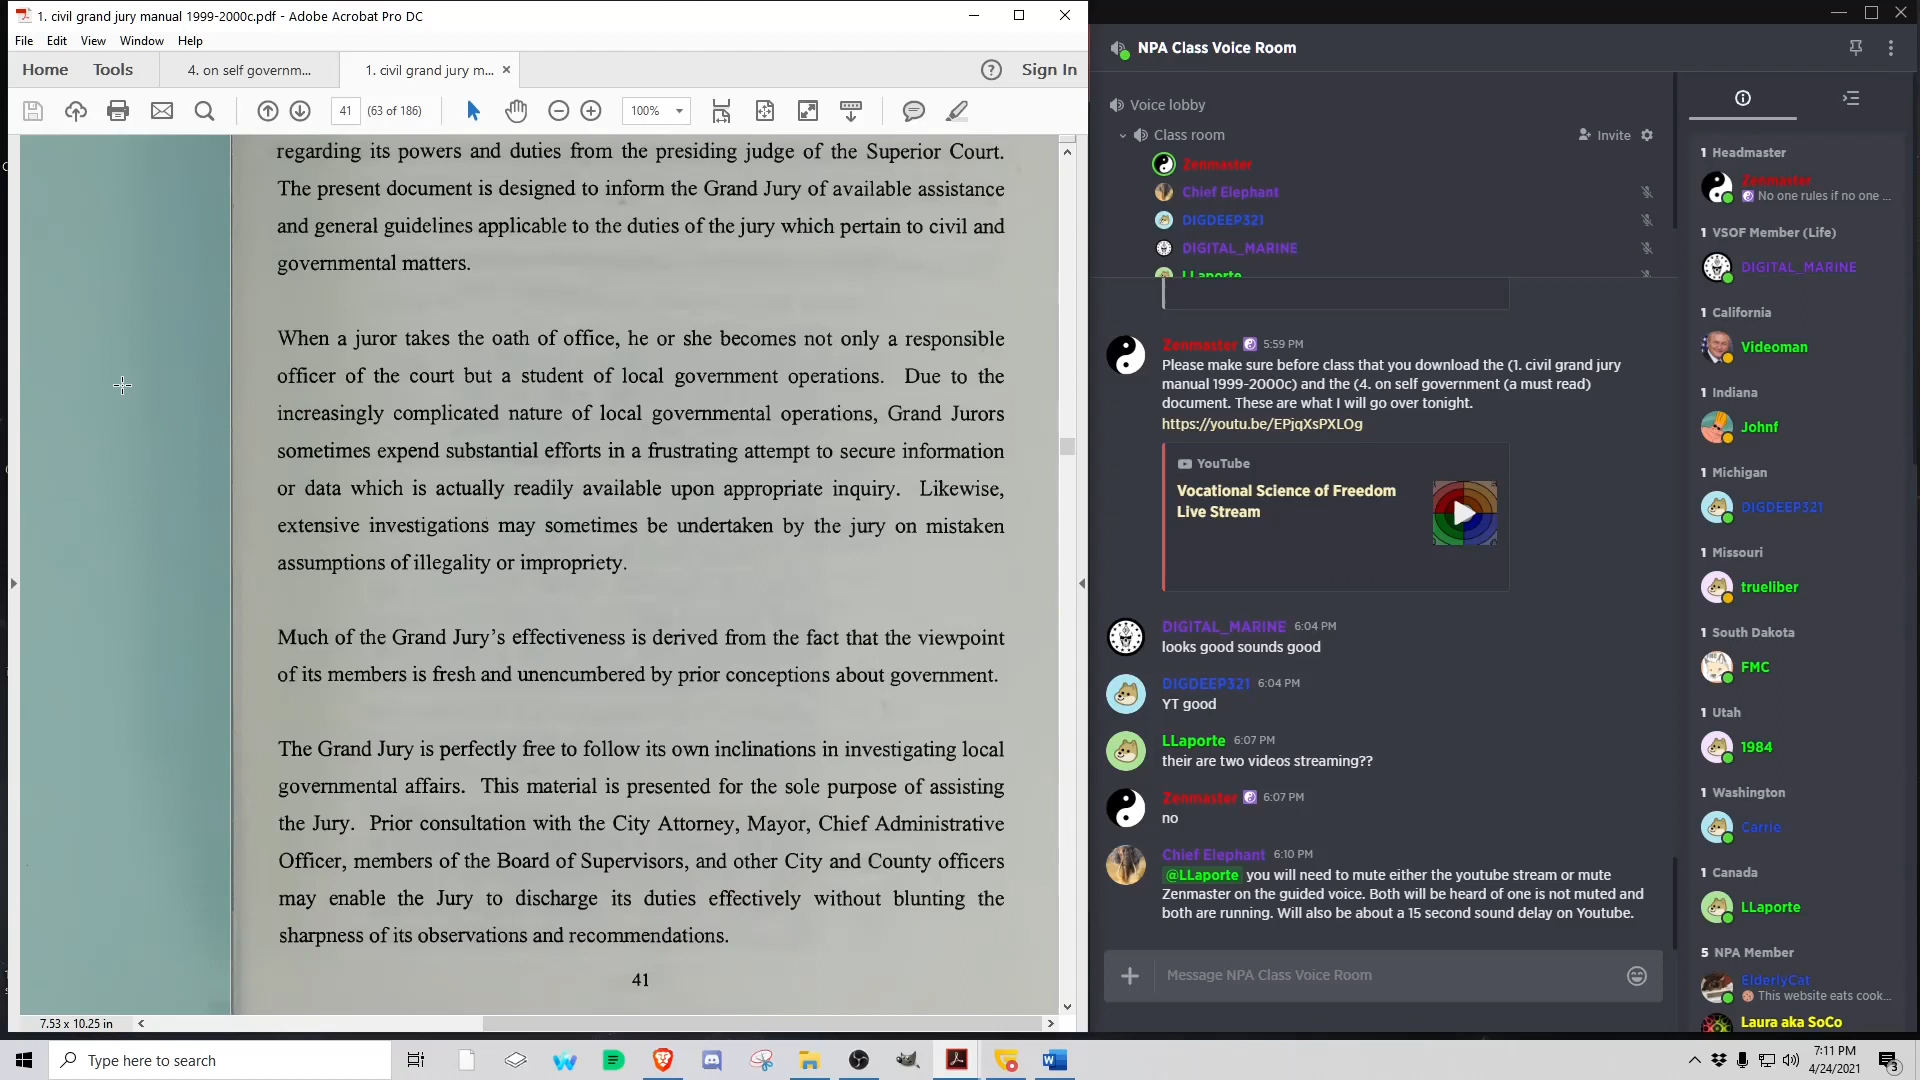 1. civil grand jury manual 1999-2000c.pdf - Adobe Acrobat Pro DC
File Edit View Window Help
Home Tools 4. on self governm... 1. civil grand jury m... × ? Sign In
41 (63 of 186) 100%
regarding its powers and duties from the presiding judge of the Superior Court.
The present document is designed to inform the Grand Jury of available assistance
and general guidelines applicable to the duties of the jury which pertain to civil and
governmental matters.
When a juror takes the oath of office, he or she becomes not only a responsible
officer of the court but a student of local government operations. Due to the
increasingly complicated nature of local governmental operations, Grand Jurors
sometimes expend substantial efforts in a frustrating attempt to secure information
or data which is actually readily available upon appropriate inquiry. Likewise,
extensive investigations may sometimes be undertaken by the jury on mistaken
assumptions of illegality or impropriety.
Much of the Grand Jury's effectiveness is derived from the fact that the viewpoint
of its members is fresh and unencumbered by prior conceptions about government.
The Grand Jury is perfectly free to follow its own inclinations in investigating local
governmental affairs. This material is presented for the sole purpose of assisting
the Jury. Prior consultation with the City Attorney, Mayor, Chief Administrative
Officer, members of the Board of Supervisors, and other City and County officers
may enable the Jury to discharge its duties effectively without blunting the
sharpness of its observations and recommendations.
41
7.53 x 10.25 in
NPA Class Voice Room
Voice lobby
Class room Invite
Zenmaster
Chief Elephant
DIGDEEP321
DIGITAL_MARINE
LLaporte
Zenmaster 5:59 PM
Please make sure before class that you download the (1. civil grand jury
manual 1999-2000c) and the (4. on self government (a must read)
document. These are what I will go over tonight.
https://youtu.be/EPjqXsPXLOg
YouTube
Vocational Science of Freedom
Live Stream
DIGITAL_MARINE 6:04 PM
looks good sounds good
DIGDEEP321 6:04 PM
YT good
LLaporte 6:07 PM
their are two videos streaming??
Zenmaster 6:07 PM
no
Chief Elephant 6:10 PM
@LLaporte you will need to mute either the youtube stream or mute
Zenmaster on the guided voice. Both will be heard of one is not muted and
both are running. Will also be about a 15 second sound delay on Youtube.
Message NPA Class Voice Room
1 Headmaster
Zenmaster
No one rules if no one ...
1 VSOF Member (Life)
DIGITAL_MARINE
1 California
Videoman
1 Indiana
Johnf
1 Michigan
DIGDEEP321
1 Missouri
trueliber
1 South Dakota
FMC
1 Utah
1984
1 Washington
Carrie
1 Canada
LLaporte
5 NPA Member
ElderlyCat
This website eats cook...
Laura aka SoCo
Type here to search
7:11 PM
4/24/2021
3